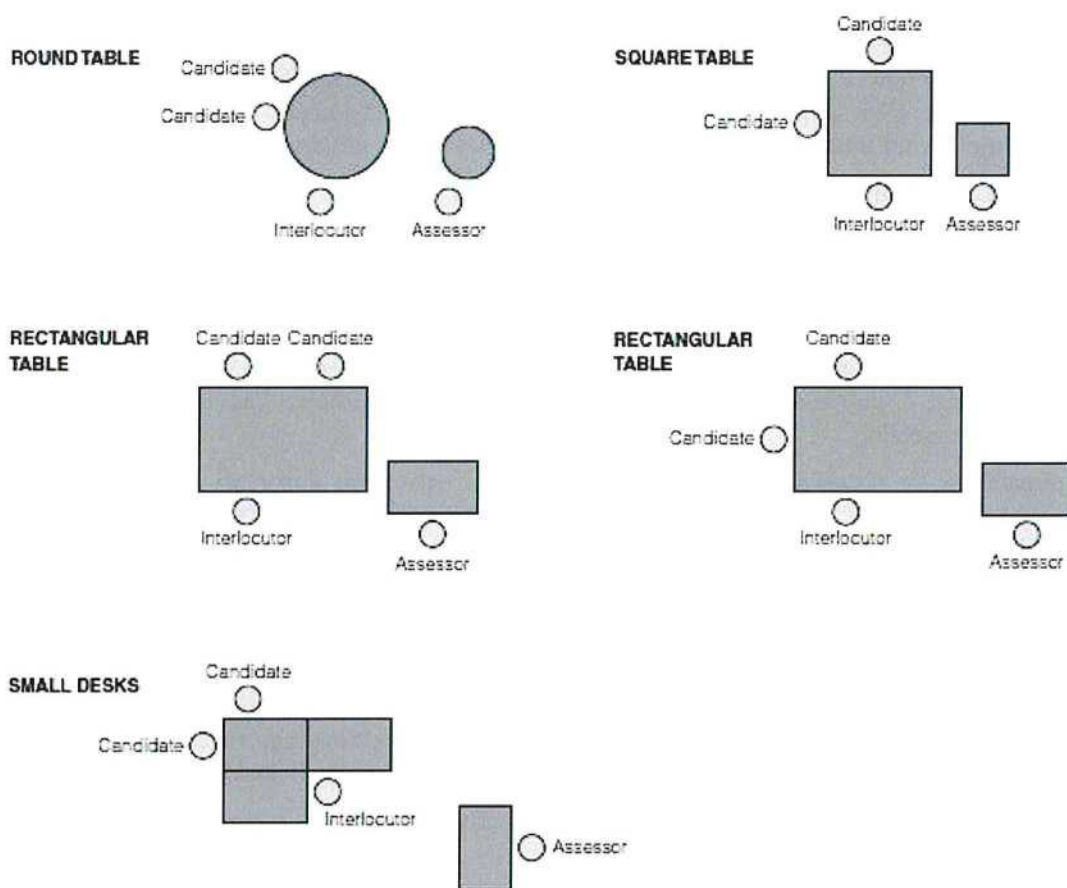 ROUND TABLE
Candidate
Candidate
Interlocutor
Assessor
SQUARE TABLE
Candidate
Candidate
Interlocutor
Assessor
RECTANGULAR
TABLE
Candidate Candidate
Interlocutor
Assessor
RECTANGULAR
TABLE
Candidate
Candidate
Interlocutor
Assessor
SMALL DESKS
Candidate
Candidate
Interlocutor
Assessor